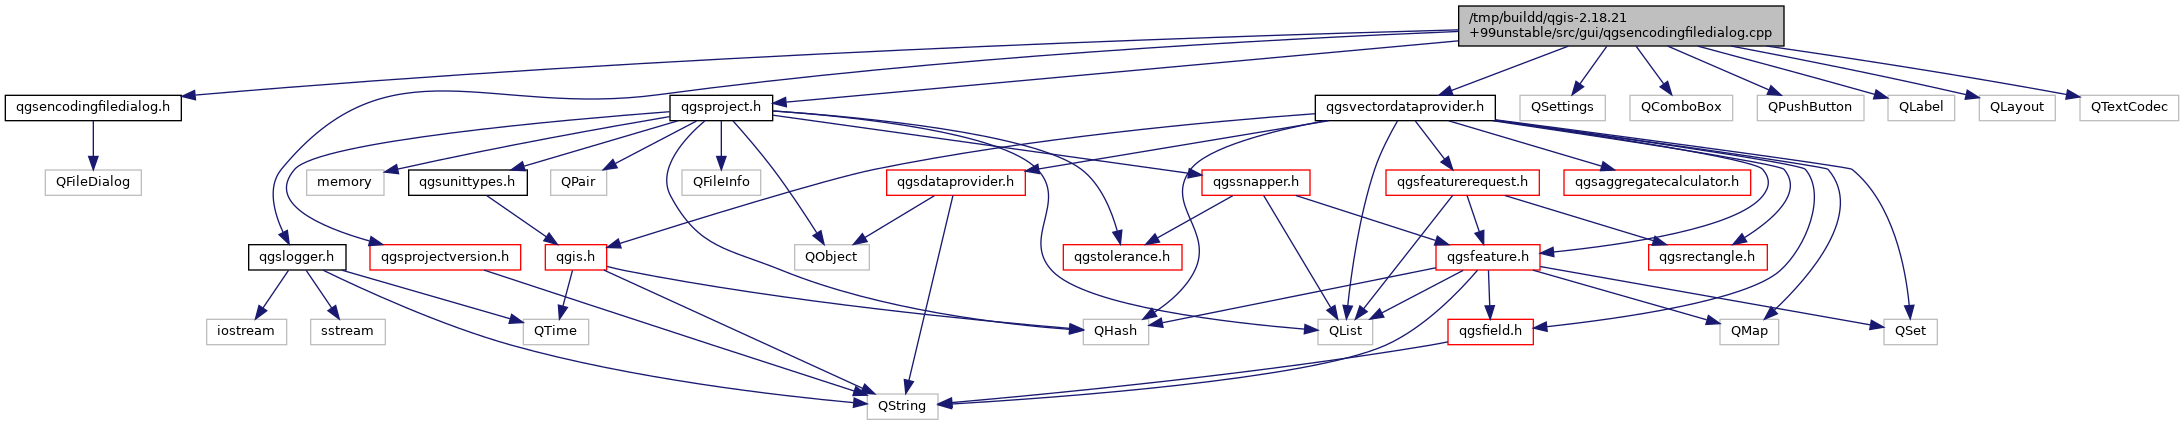 /tmp/buildd/qgis-2.18.21
+99unstable/src/gui/qgsencodingfiledialog.cpp
qgsencodingfiledialog.h
qgsproject.h
qgsvectordataprovider.h
QSettings
QComboBox
QPushButton
QLabel
QLayout
QTextCodec
QFileDialog
memory
qgsunittypes.h
QPair
QFileInfo
qgsdataprovider.h
qgssnapper.h
qgsfeaturerequest.h
qgsaggregatecalculator.h
qgslogger.h
qgsprojectversion.h
qgis.h
QObject
qgstolerance.h
qgsfeature.h
qgsrectangle.h
iostream
sstream
QTime
QHash
QList
qgsfield.h
QMap
QSet
QString